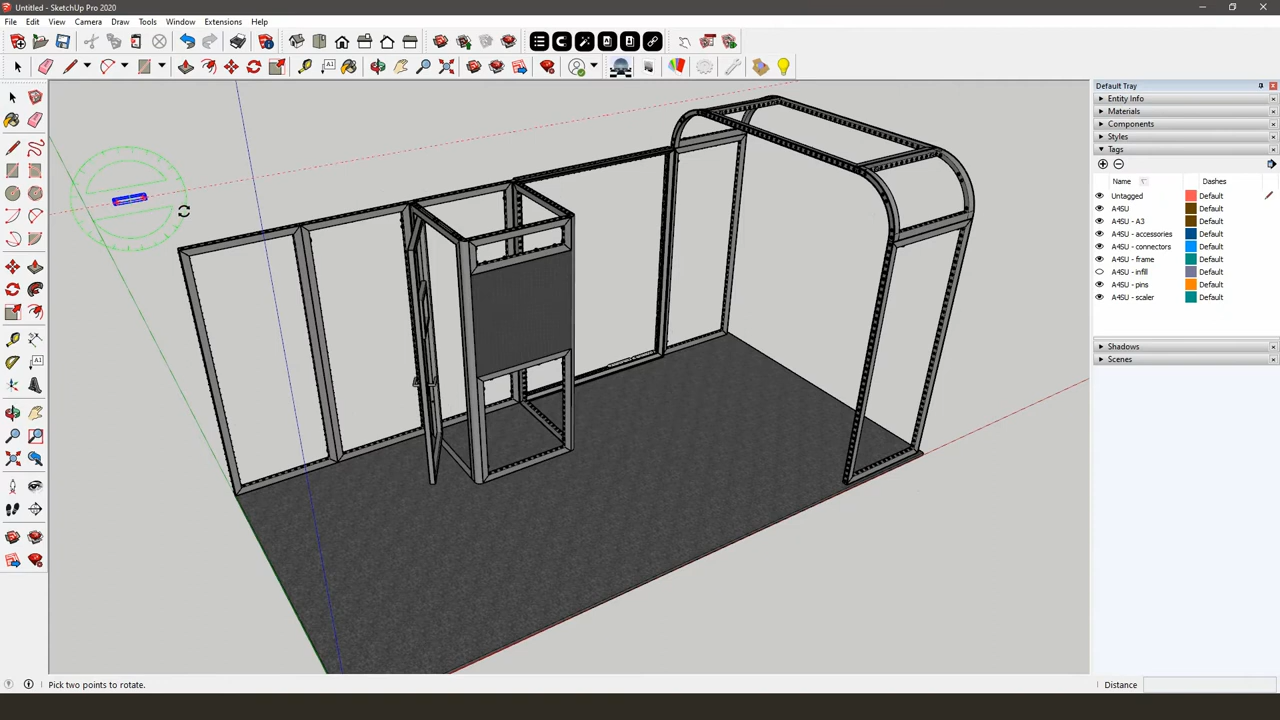 Untitled - SketchUp Pro 2020
File Edit View Camera Draw Tools Window Extensions Help
Default Tray
Entity Info
Materials
Components
Styles
Tags
Name Dashes
Untagged Default
A4SU Default
A4SU - A3 Default
A4SU - accessories Default
A4SU - connectors Default
A4SU - frame Default
A4SU - infill Default
A4SU - pins Default
A4SU - scaler Default
Shadows
Scenes
Pick two points to rotate. Distance